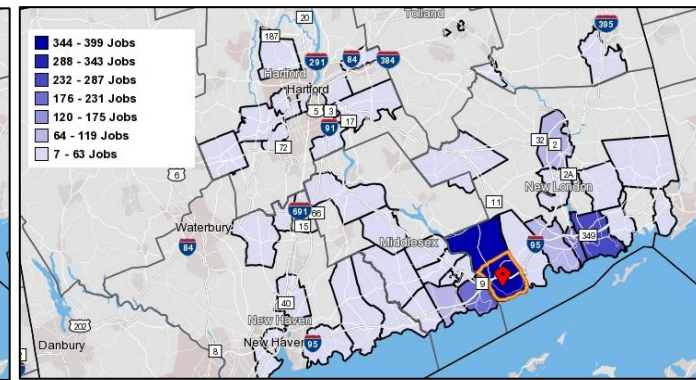 344 - 399 Jobs
288 - 343 Jobs
232 - 287 Jobs
176 - 231 Jobs
120 - 175 Jobs
64 - 119 Jobs
7 - 63 Jobs
Tolland
20
395
187
291
84
384
Hartford
Hartford
5
3
17
91
72
32
2
6
2A
New London
691
66
11
15
Waterbury
Middlesex
95
349
84
9
40
New Haven
202
New Haven
95
8
Danbury